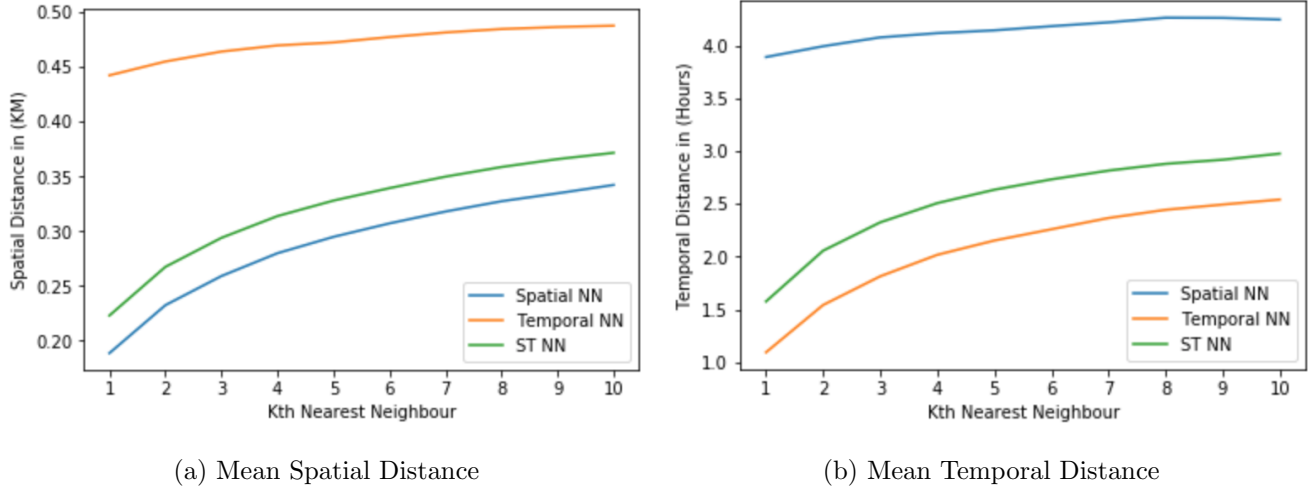 0.50
0.45
0.40
0.35
0.30
0.25
0.20
Spatial Distance in (KM)
Spatial NN
Temporal NN
ST NN
1 2 3 4 5 6 7 8 9 10
Kth Nearest Neighbour
(a) Mean Spatial Distance
4.0
3.5
3.0
2.5
2.0
1.5
1.0
Temporal Distance in (Hours)
Spatial NN
Temporal NN
ST NN
1 2 3 4 5 6 7 8 9 10
Kth Nearest Neighbour
(b) Mean Temporal Distance